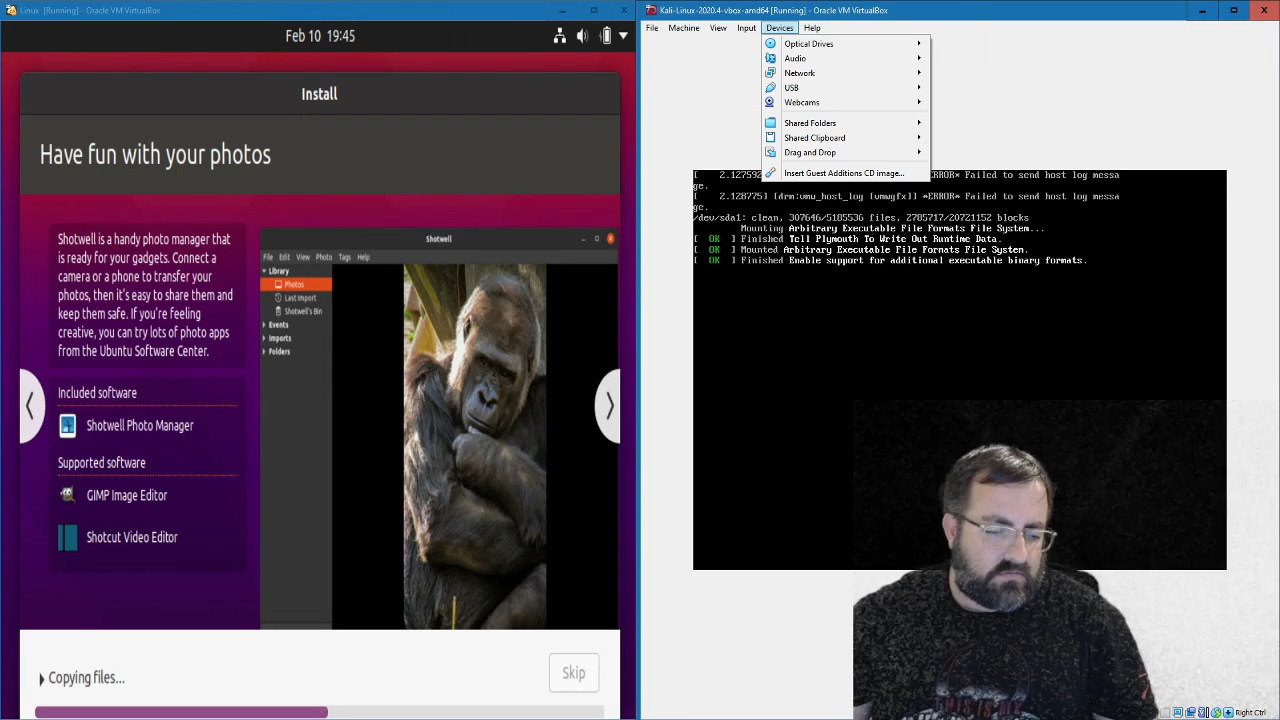 Linux [Running] - Oracle VM VirtualBox
Feb 10 19:45
Install
Have fun with your photos
Shotwell is a handy photo manager that
is ready for your gadgets. Connect a
camera or a phone to transfer your
photos, then it's easy to share them and
keep them safe. If you're feeling
creative, you can try lots of photo apps
from the Ubuntu Software Center.
Included software
Shotwell Photo Manager
Supported software
GIMP Image Editor
Shotcut Video Editor
Shotwell
File Edit View Photo Tags Help
Library
Photos
Last Import
Shotwell's Bin
Events
Imports
Folders
Copying files...
Skip
Kali-Linux-2020.4-vbox-amd64 [Running] - Oracle VM VirtualBox
File Machine View Input Devices Help
Optical Drives
Audio
Network
USB
Webcams
Shared Folders
Shared Clipboard
Drag and Drop
Insert Guest Additions CD image...
[ 2.127592 ERROR* Failed to send host log messa
ge.
[ 2.128775] [drm:vmw_host_log [vmwgfx]] *ERROR* Failed to send host log messa
ge.
/dev/sda1: clean, 307646/5185536 files, 2785717/20721152 blocks
Mounting Arbitrary Executable File Formats File System...
[ OK ] Finished Tell Plymouth To Write Out Runtime Data.
[ OK ] Mounted Arbitrary Executable File Formats File System.
[ OK ] Finished Enable support for additional executable binary formats.
Right Ctrl